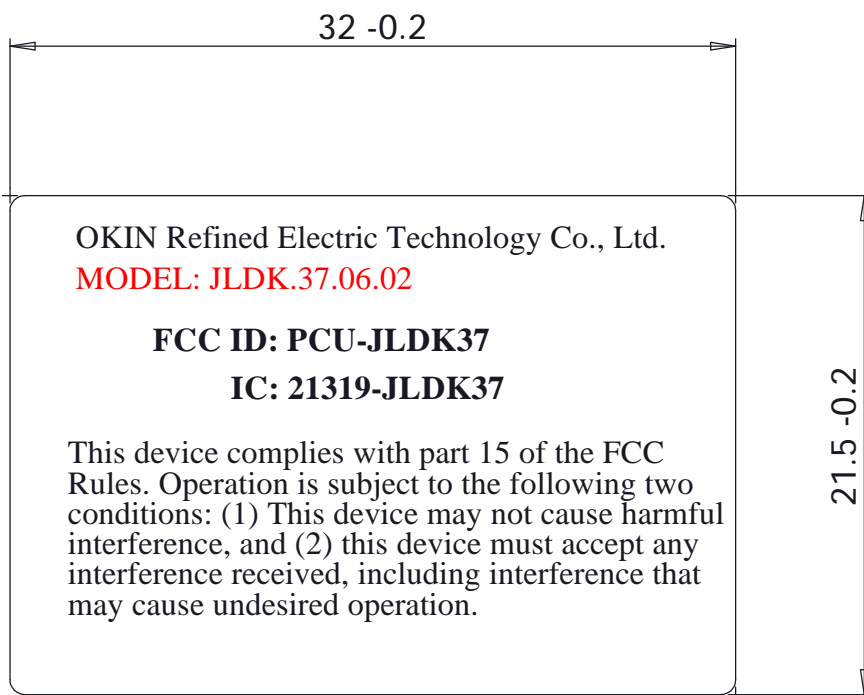 32 -0.2
OKIN Refined Electric Technology Co., Ltd.
MODEL: JLDK.37.06.02
FCC ID: PCU-JLDK37
IC: 21319-JLDK37
21.5 -0.2
This device complies with part 15 of the FCC
Rules. Operation is subject to the following two
conditions: (1) This device may not cause harmful
interference, and (2) this device must accept any
interference received, including interference that
may cause undesired operation.